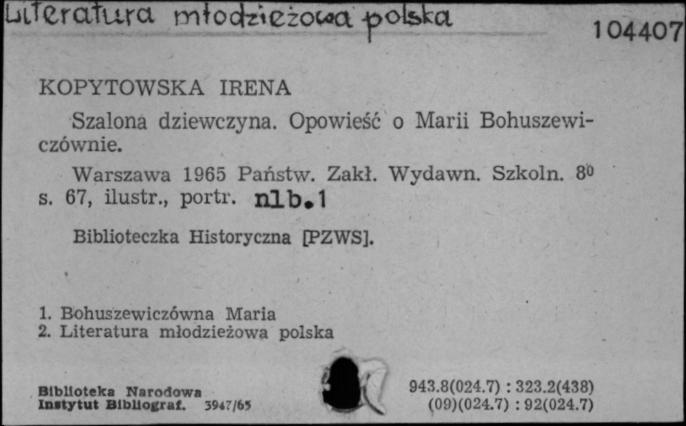 Literatura młodzieżowa polska
104407
KOPYTOWSKA IRENA
Szalona dziewczyna. Opowieść o Marii Bohuszewi-
czównie.
Warszawa 1965 Państw. Zakł. Wydawn. Szkoln. 8º
s. 67, ilustr., portr. nlb.1
Biblioteczka Historyczna [PZWS].
1. Bohuszewiczówna Maria
2. Literatura młodzieżowa polska
Biblioteka Narodowa
Instytut Bibliograf. 3947/65
943.8(024.7) : 323.2(438)
(09)(024.7) : 92(024.7)